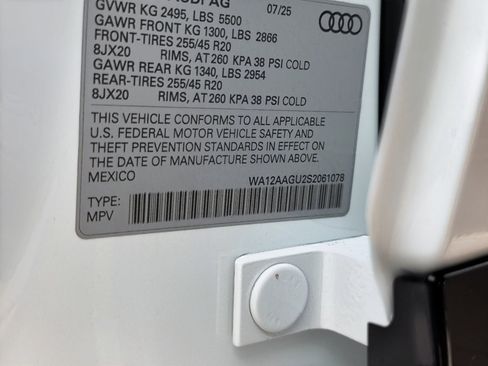 AUDI AG 07/25
GVWR KG 2495, LBS 5500
GAWR FRONT KG 1300, LBS 2866
FRONT-TIRES 255/45 R20
8JX20 RIMS, AT 260 KPA 38 PSI COLD
GAWR REAR KG 1340, LBS 2954
REAR-TIRES 255/45 R20
8JX20 RIMS, AT 260 KPA 38 PSI COLD
THIS VEHICLE CONFORMS TO ALL APPLICABLE
U.S. FEDERAL MOTOR VEHICLE SAFETY AND
THEFT PREVENTION STANDARDS IN EFFECT ON
THE DATE OF MANUFACTURE SHOWN ABOVE.
MEXICO WA12AAGU2S2061078
TYPE:
MPV